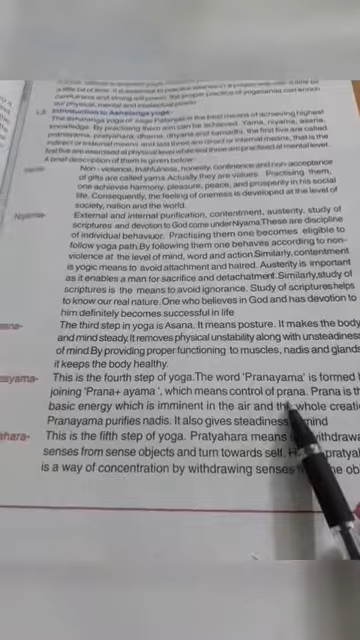 1.2 Introduction to Ashtanga yoga
The ashatanga yoga of sage Patanjali is the best means of achieving highest
knowledge. By practising them aim can be achieved. Yama, niyama, asana,
pranayama, pratyahara, dharna, dhyana and samadhi, the first five are called
indirect or external means and last three are direct or internal means, that is the
first five are exercised at physical level while last three are practised at mental level.
A brief description of them is given below:
Non - violence, truthfulness, honesty, continence and non-acceptance
of gifts are called yama. Actually they are values. Practising them,
one achieves harmony, pleasure, peace, and prosperity in his social
life. Consequently, the feeling of oneness is developed at the level of
society, nation and the world.
Niyama- External and internal purification, contentment, austerity, study of
scriptures and devotion to God come underNiyama.These are discipline
of individual behaviuor. Practising them one becomes eligible to
follow yoga path.By following them one behaves according to non-
violence at the level of mind, word and action.Similarly, contentment
is yogic means to avoid attachment and hatred. Austerity is important
as it enables a man for sacrifice and detachment.Similarly,study of
scriptures is the means to avoid ignorance. Study of scriptures helps
to know our real nature. One who believes in God and has devotion to
him definitely becomes successful in life
ana- The third step in yoga is Asana. It means posture. It makes the body
and mind steady.It removes physical unstability along with unsteadiness
of mind.By providing proper functioning to muscles, nadis and glands
it keeps the body healthy.
ayama- This is the fourth step of yoga.The word 'Pranayama' is formed
joining 'Prana+ ayama ', which means control of prana. Prana is th
basic energy which is imminent in the air and the whole creati
Pranayama purifies nadis. It also gives steadiness mind
ahara- This is the fifth step of yoga. Pratyahara means withdrawa
senses from sense objects and turn towards self. pratya
is a way of concentration by withdrawing senses ob